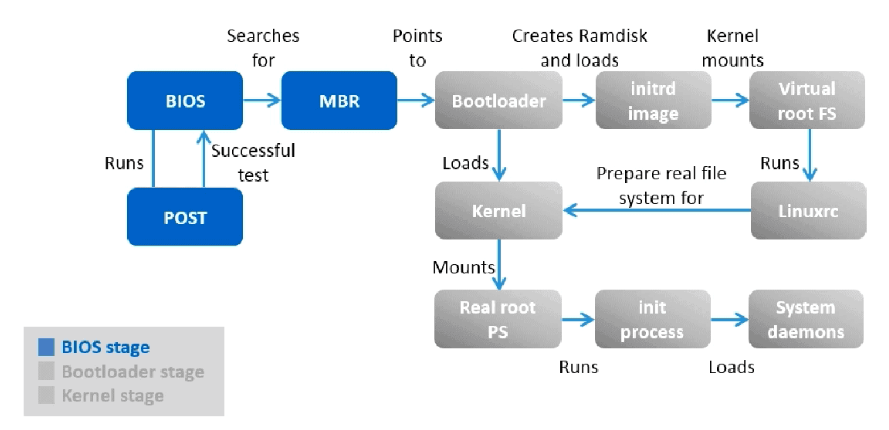 Searches
for
Points
to
Creates Ramdisk
and loads
Kernel
mounts
BIOS
MBR
Bootloader
initrd
image
Virtual
root FS
Runs
Successful
test
Loads
Prepare real file
system for
Runs
POST
Kernel
Linuxrc
Mounts
Real root
PS
init
process
System
daemons
Runs
Loads
BIOS stage
Bootloader stage
Kernel stage